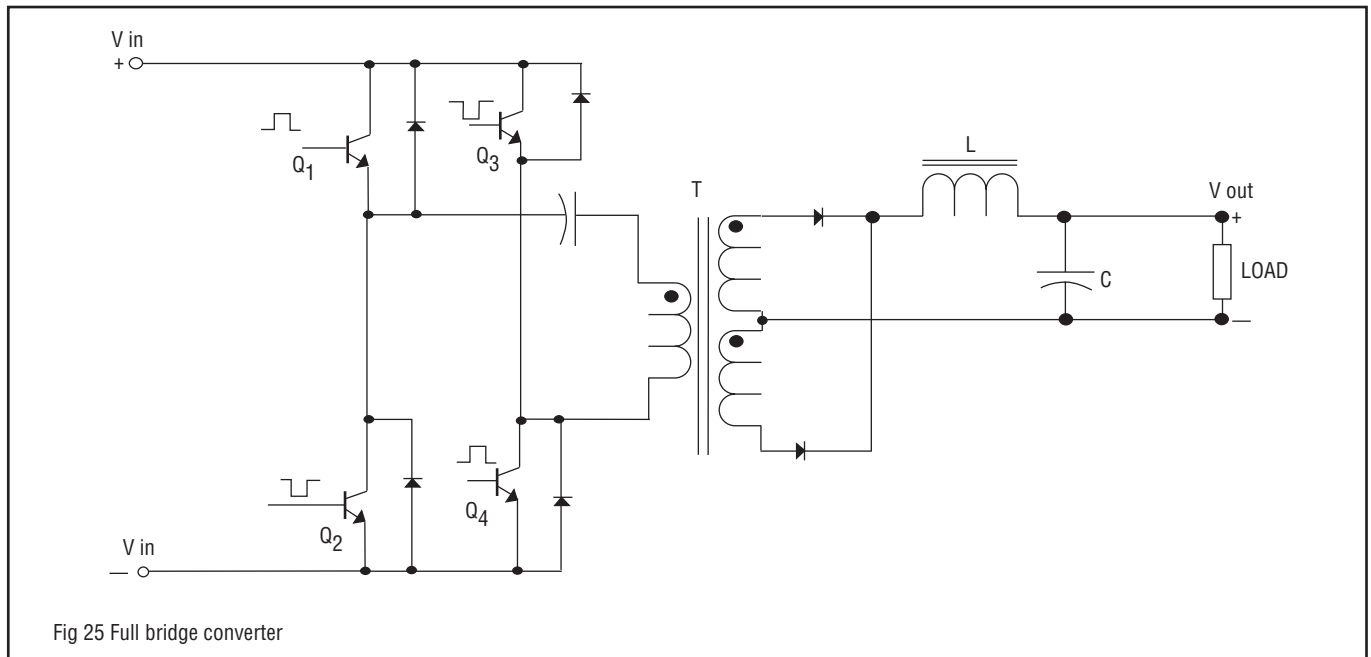 V in
+
Q1
Q3
T
L
V out
+
LOAD
C
—
Q2
Q4
V in
—
Fig 25 Full bridge converter